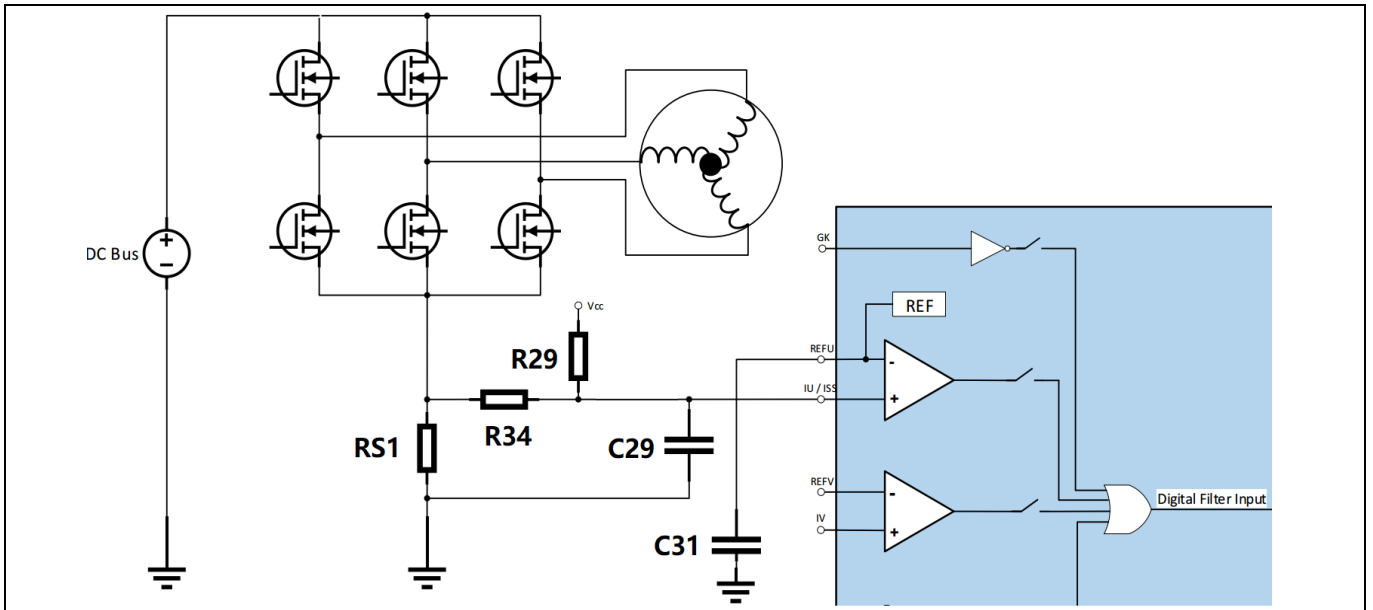 DC Bus
+
−
Vcc
R29
R34
RS1
C29
C31
GK
REF
REFU
-
IU / ISS
+
REFV
-
IV
+
Digital Filter Input